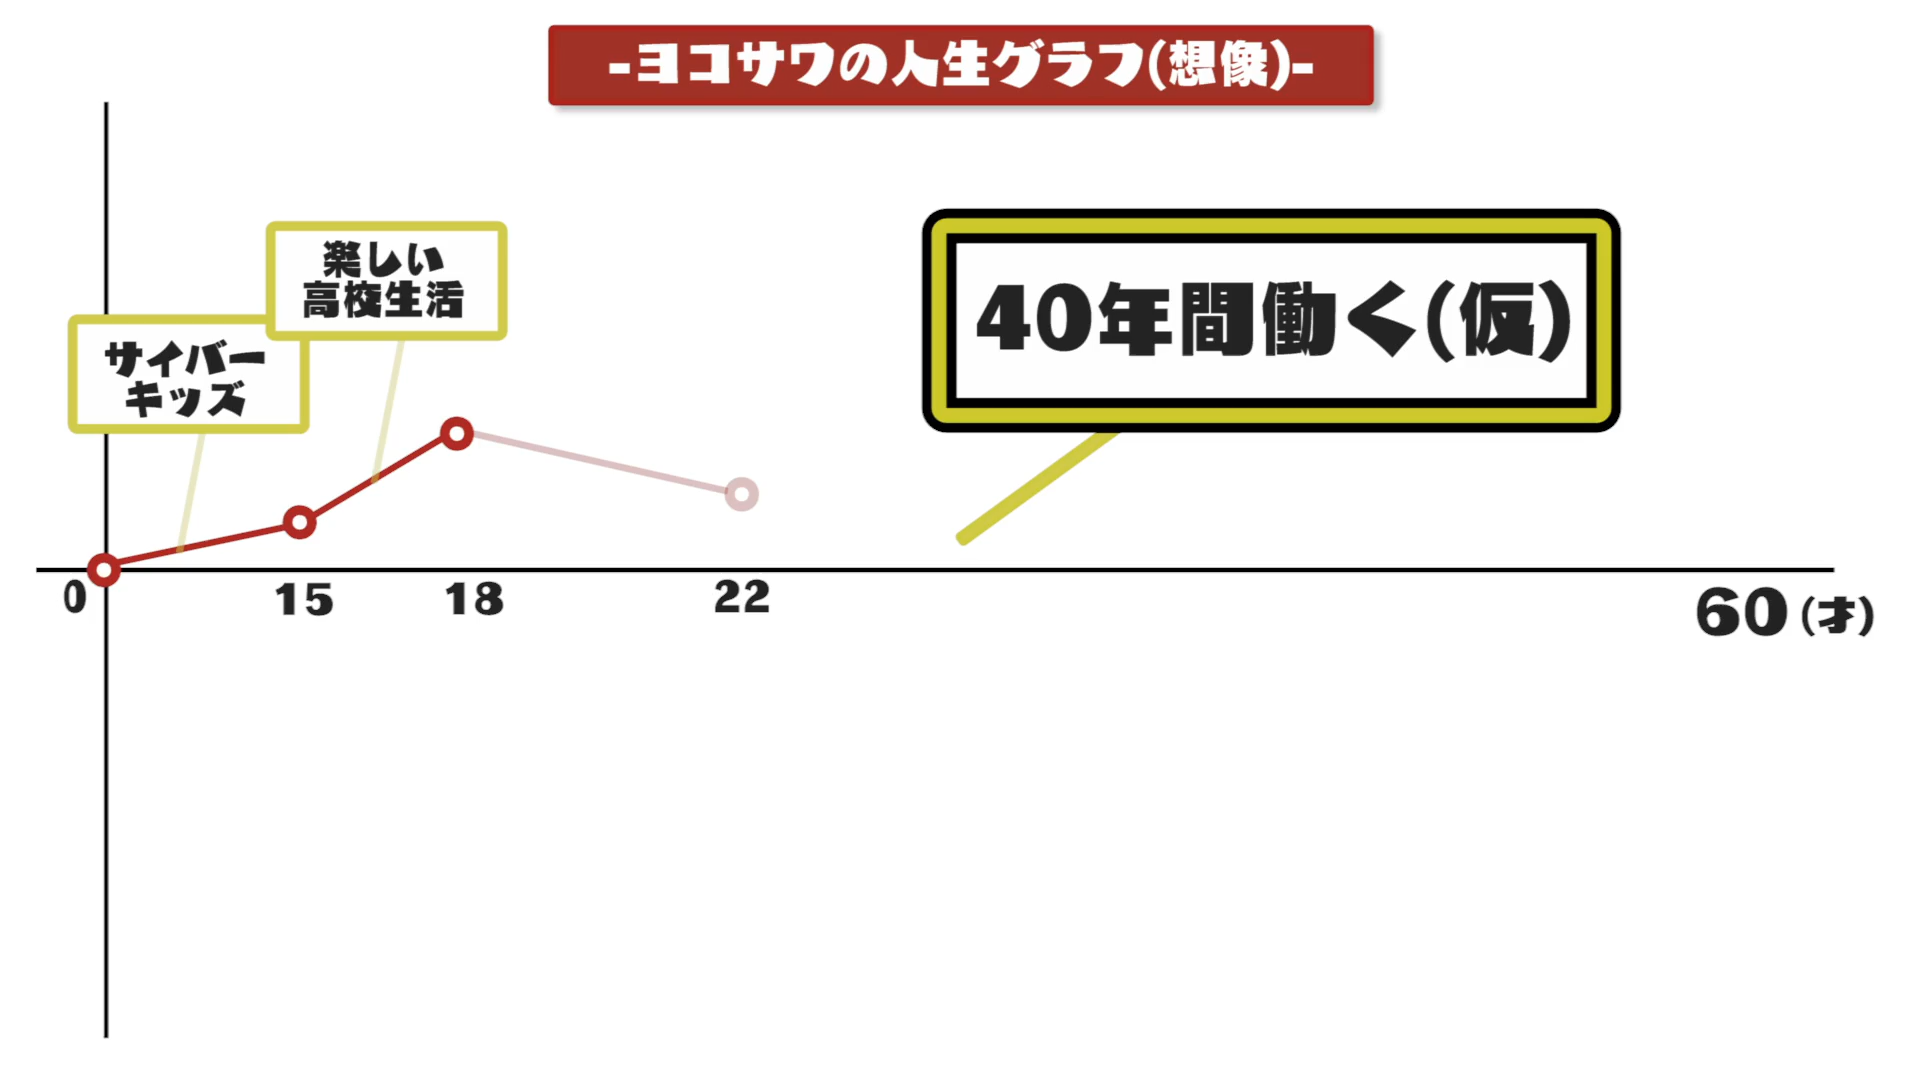 -ヨコサワの人生グラフ(想像)-
楽しい
高校生活
サイバー
キッズ
40年間働く(仮)
0
15
18
22
60(才)